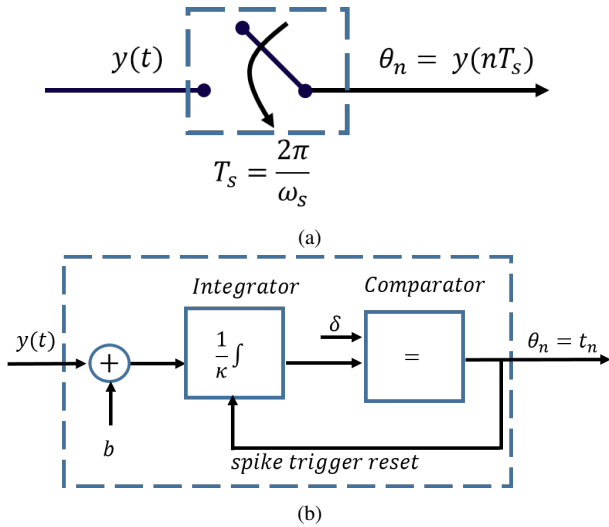 y(t)
θₙ = y(nTₛ)
Tₛ = 2π/ωₛ
(a)
Integrator
Comparator
y(t)
+
1/κ ∫
δ
=
θₙ = tₙ
b
spike trigger reset
(b)